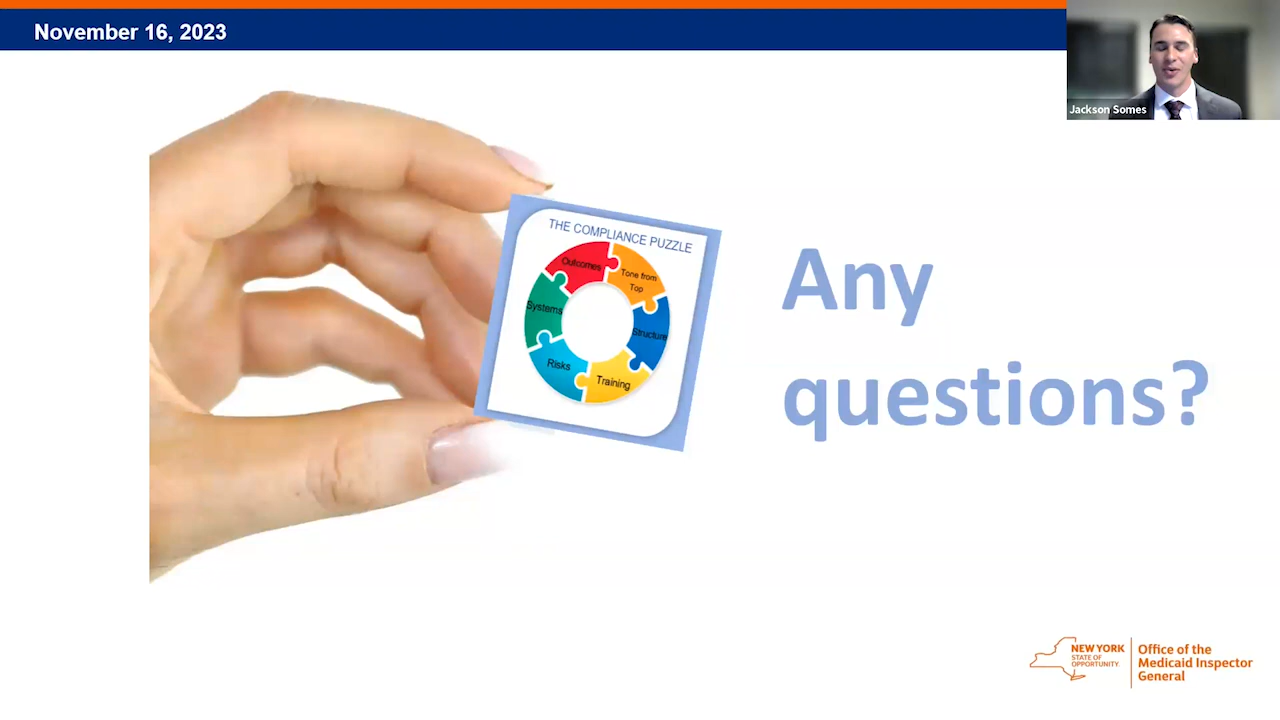 November 16, 2023
Jackson Somes
THE COMPLIANCE PUZZLE
Outcomes
Tone from
Top
Systems
Structure
Risks
Training
Any
questions?
NEW YORK
STATE OF
OPPORTUNITY.
Office of the
Medicaid Inspector
General